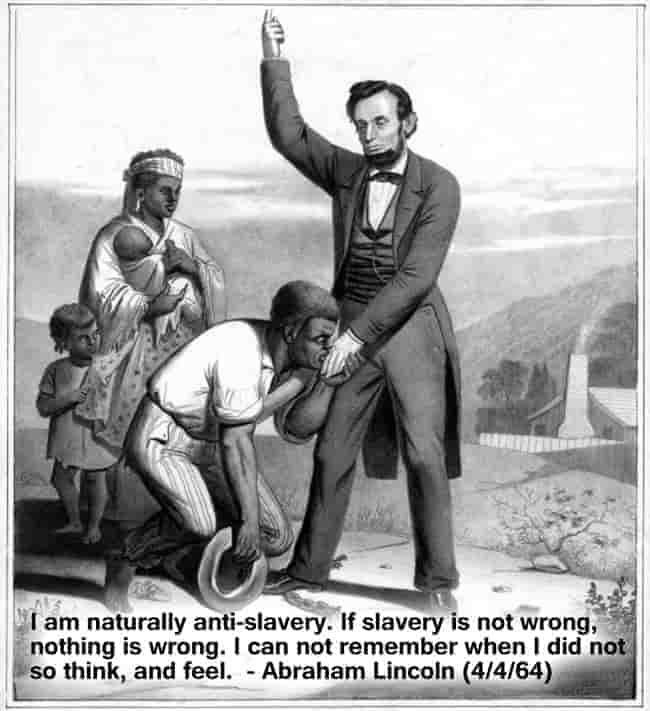 I am naturally anti-slavery. If slavery is not wrong,
nothing is wrong. I can not remember when I did not
so think, and feel.  - Abraham Lincoln (4/4/64)